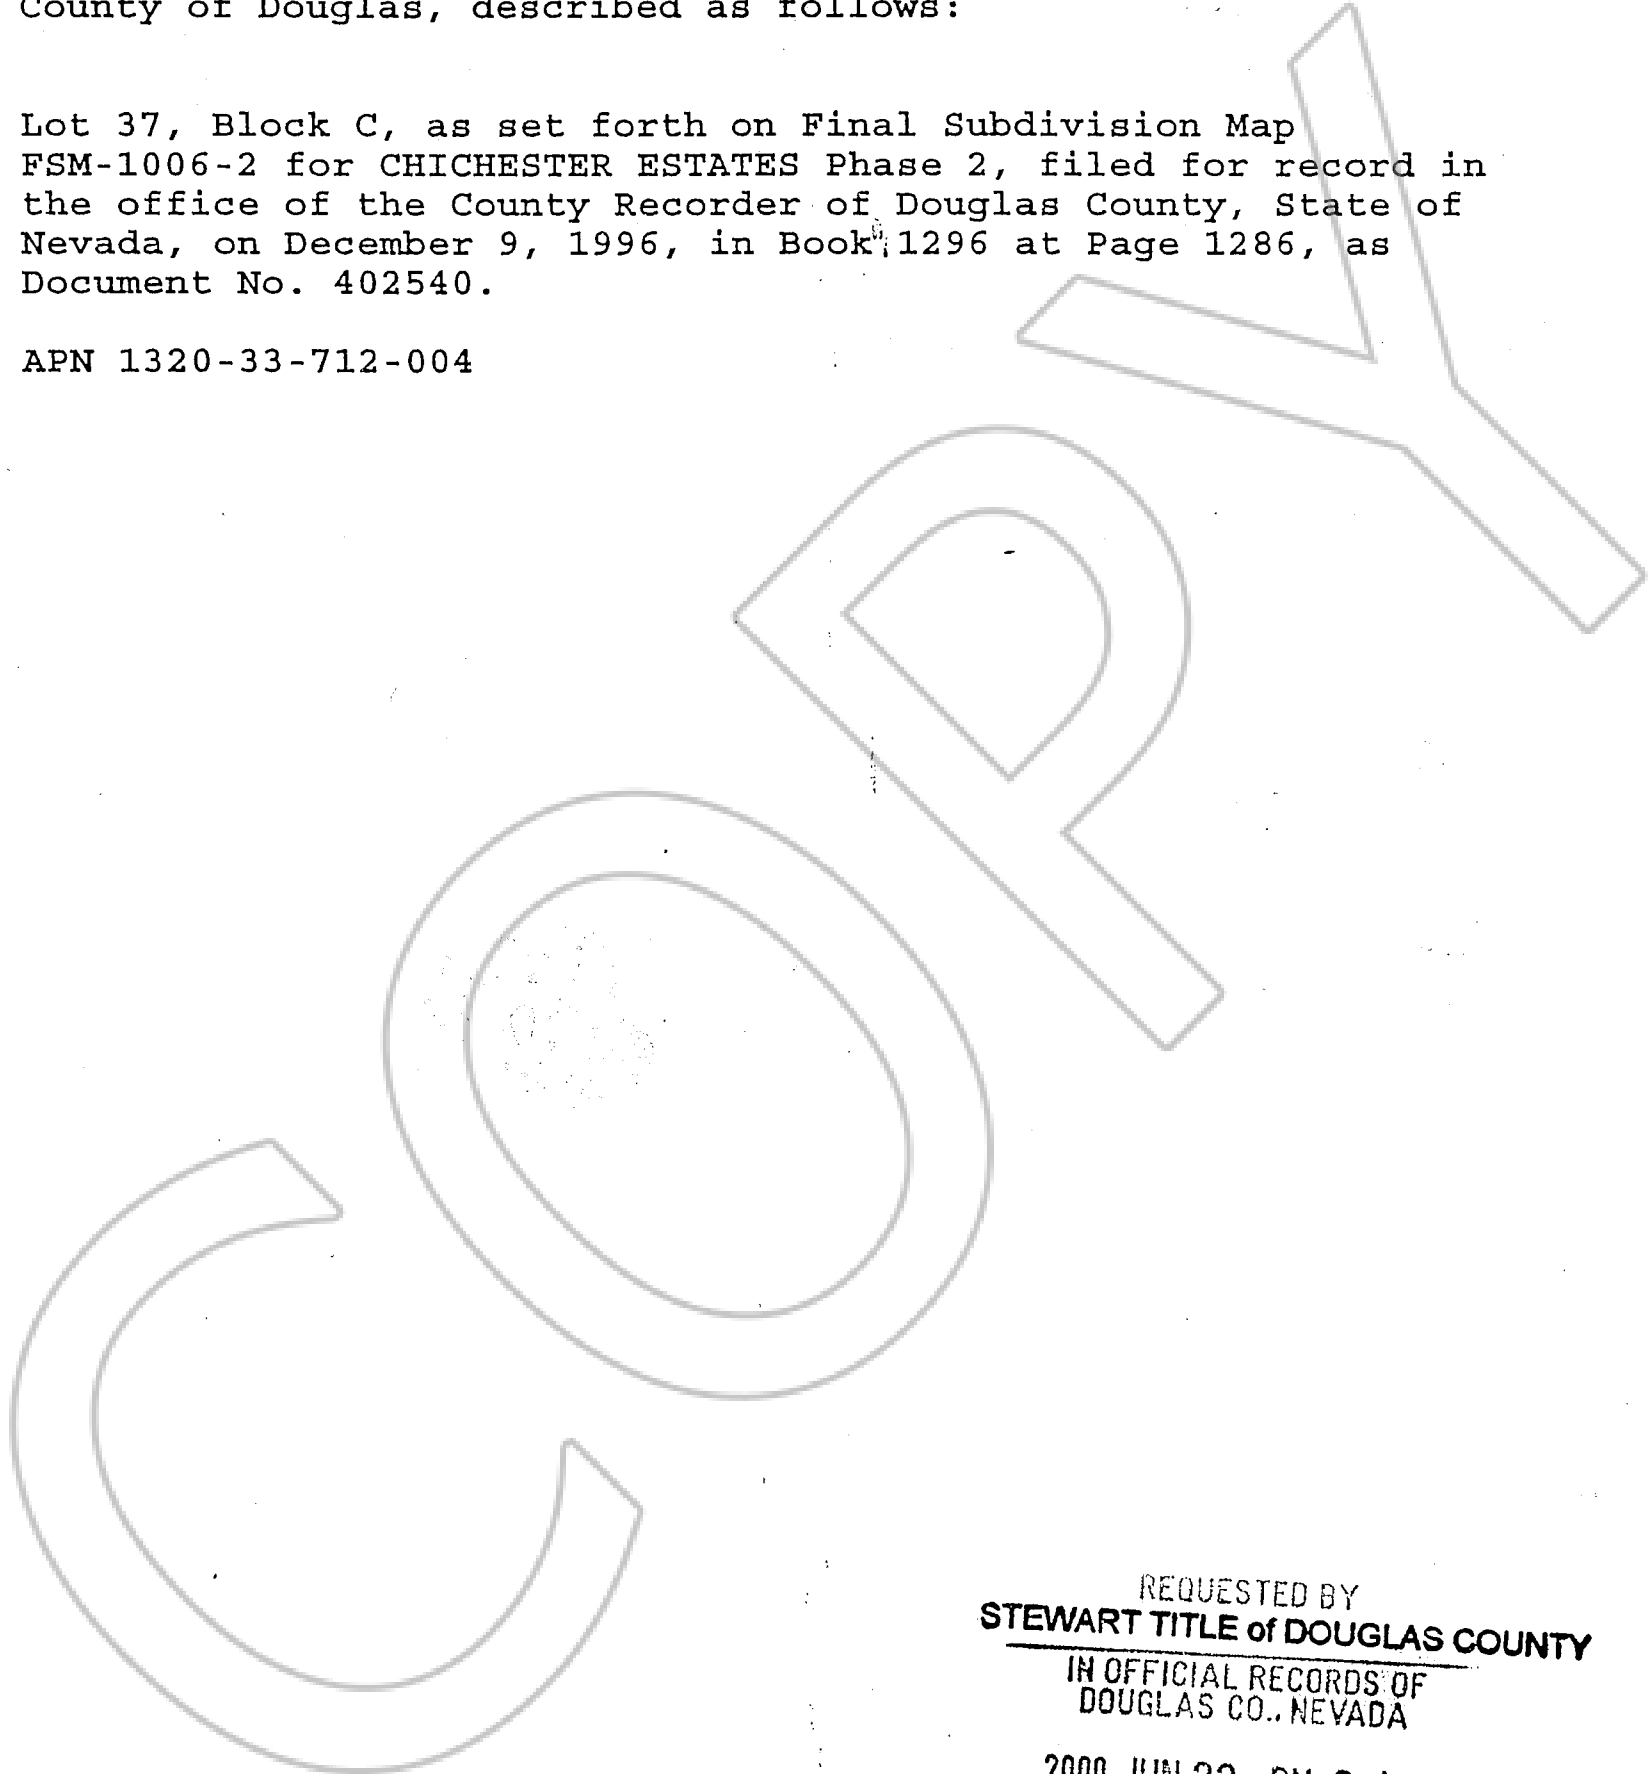 County of Douglas, described as follows:
Lot 37, Block C, as set forth on Final Subdivision Map
FSM-1006-2 for CHICHESTER ESTATES Phase 2, filed for record in
the office of the County Recorder of Douglas County, State of
Nevada, on December 9, 1996, in Book 1296 at Page 1286, as
Document No. 402540.
APN 1320-33-712-004
COPY
REQUESTED BY
STEWART TITLE of DOUGLAS COUNTY
IN OFFICIAL RECORDS OF
DOUGLAS CO., NEVADA
2000 JUN